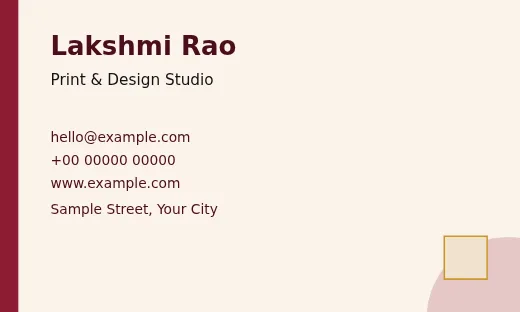 Lakshmi Rao
Print & Design Studio
hello@example.com
+00 00000 00000
www.example.com
Sample Street, Your City